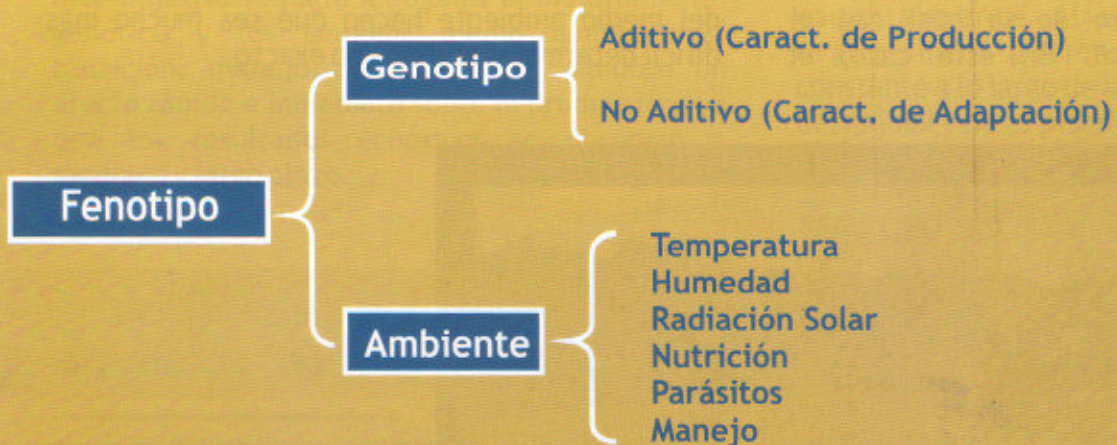 Fenotipo
Genotipo
Aditivo (Caract. de Producción)
No Aditivo (Caract. de Adaptación)
Ambiente
Temperatura
Humedad
Radiación Solar
Nutrición
Parásitos
Manejo